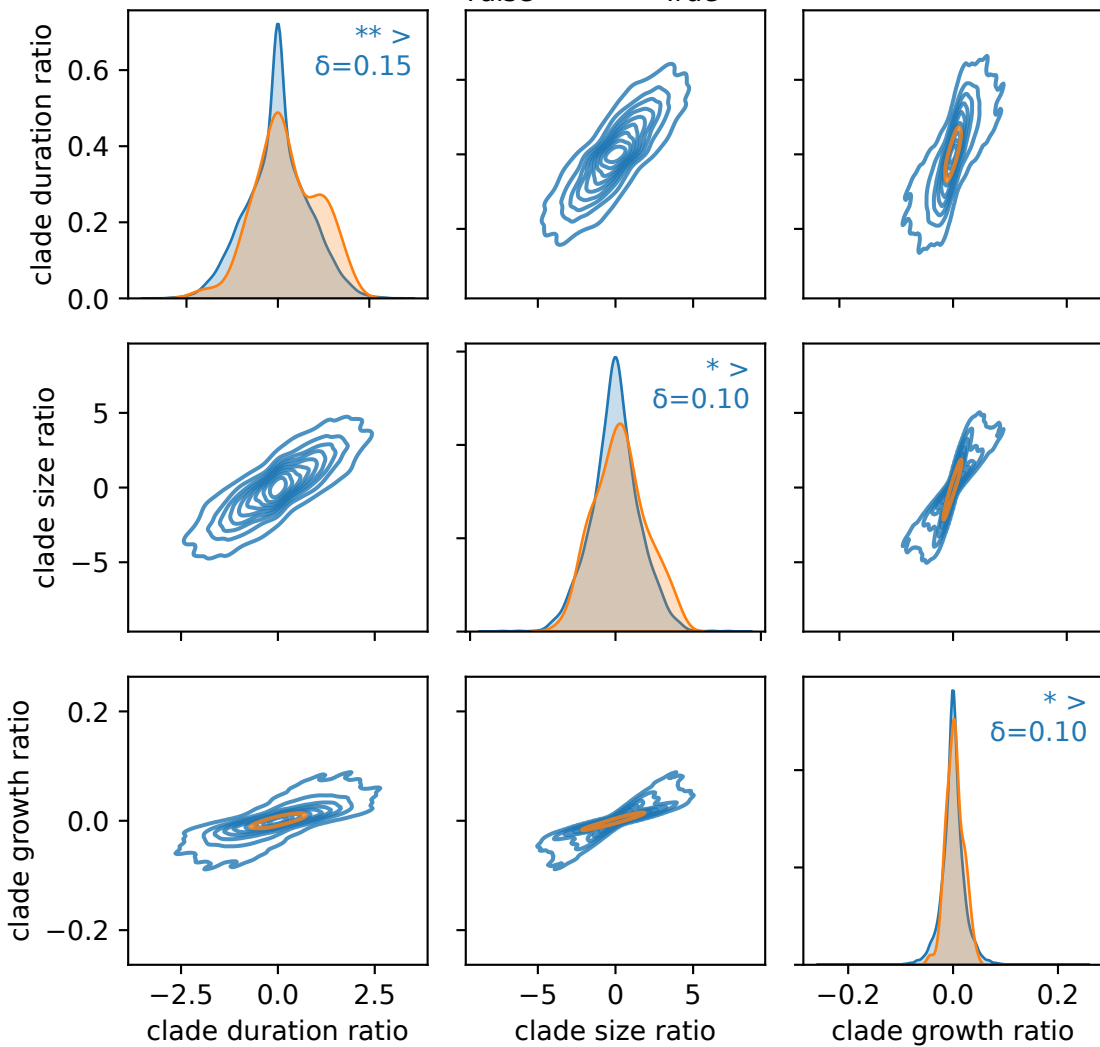 clade duration ratio
0.6
0.4
0.2
0.0
** >
δ=0.15
clade size ratio
5
0
−5
* >
δ=0.10
clade growth ratio
0.2
0.0
−0.2
* >
δ=0.10
−2.5 0.0 2.5
−5 0 5
−0.2 0.0 0.2
clade duration ratio
clade size ratio
clade growth ratio